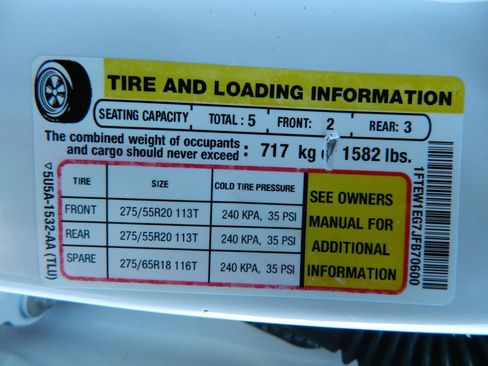 TIRE AND LOADING INFORMATION
SEATING CAPACITY TOTAL : 5 FRONT: 2 REAR: 3
The combined weight of occupants
and cargo should never exceed : 717 kg 1582 lbs.
TIRE SIZE COLD TIRE PRESSURE
FRONT 275/55R20 113T 240 KPA, 35 PSI
REAR 275/55R20 113T 240 KPA, 35 PSI
SPARE 275/65R18 116T 240 KPA, 35 PSI
SEE OWNERS
MANUAL FOR
ADDITIONAL
INFORMATION
5U5A-1532-AA (TLU)
1FTEW1EG7JFB70600